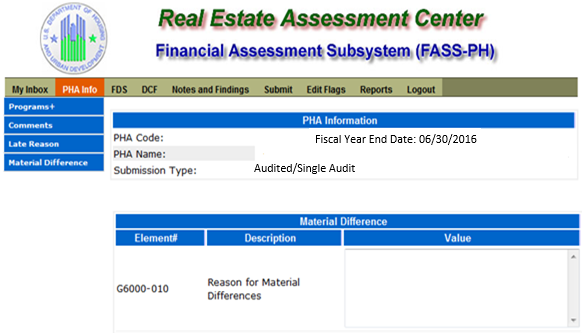 U.S. DEPARTMENT OF HOUSING
AND URBAN DEVELOPMENT
Real Estate Assessment Center
Financial Assessment Subsystem (FASS-PH)
My Inbox PHA Info FDS DCF Notes and Findings Submit Edit Flags Reports Logout
Programs+
Comments
Late Reason
Material Difference
PHA Information
PHA Code: Fiscal Year End Date: 06/30/2016
PHA Name:
Submission Type: Audited/Single Audit
Material Difference
Element# Description Value
G6000-010 Reason for Material
Differences